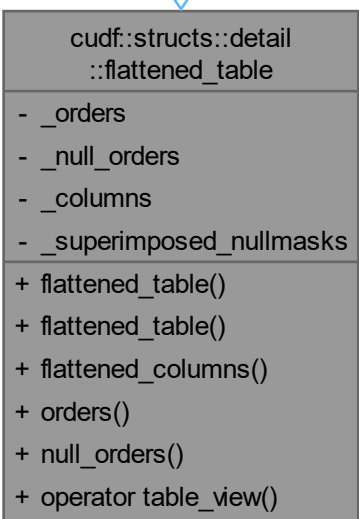 cudf::structs::detail
::flattened_table
- _orders
- _null_orders
- _columns
- _superimposed_nullmasks
+ flattened_table()
+ flattened_table()
+ flattened_columns()
+ orders()
+ null_orders()
+ operator table_view()